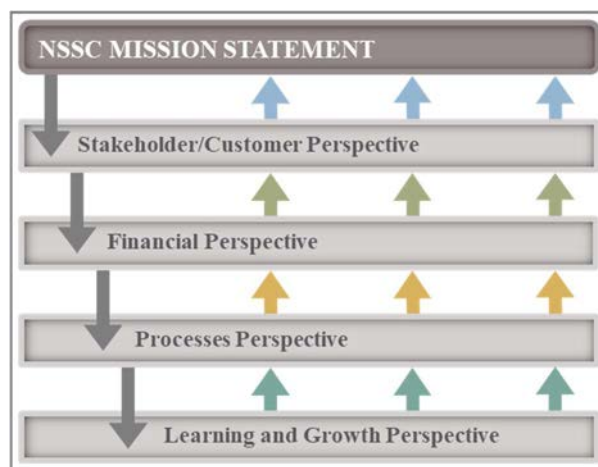 NSSC MISSION STATEMENT
Stakeholder/Customer Perspective
Financial Perspective
Processes Perspective
Learning and Growth Perspective